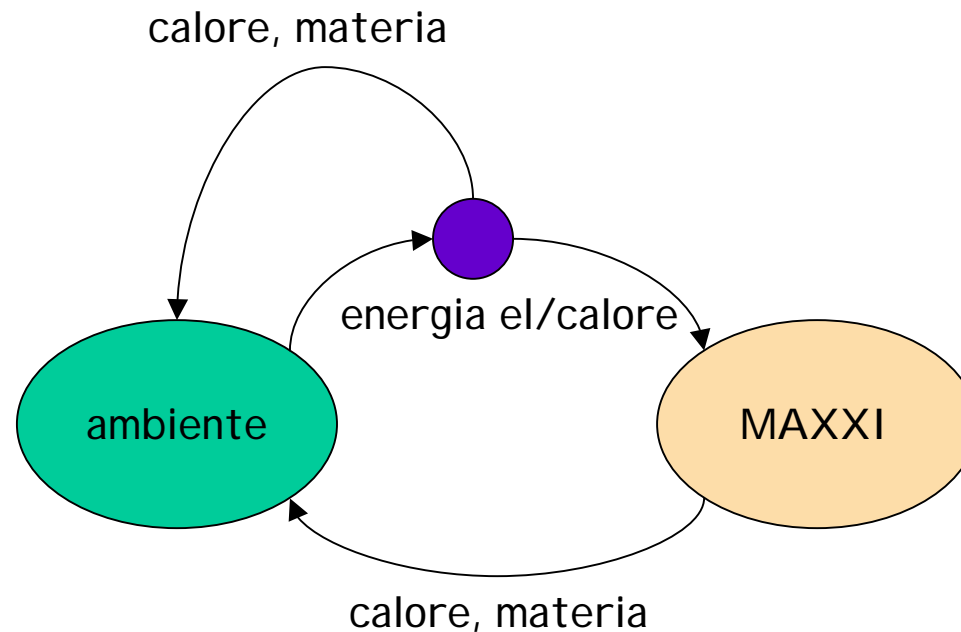 calore, materia
energia el/calore
ambiente
MAXXI
calore, materia